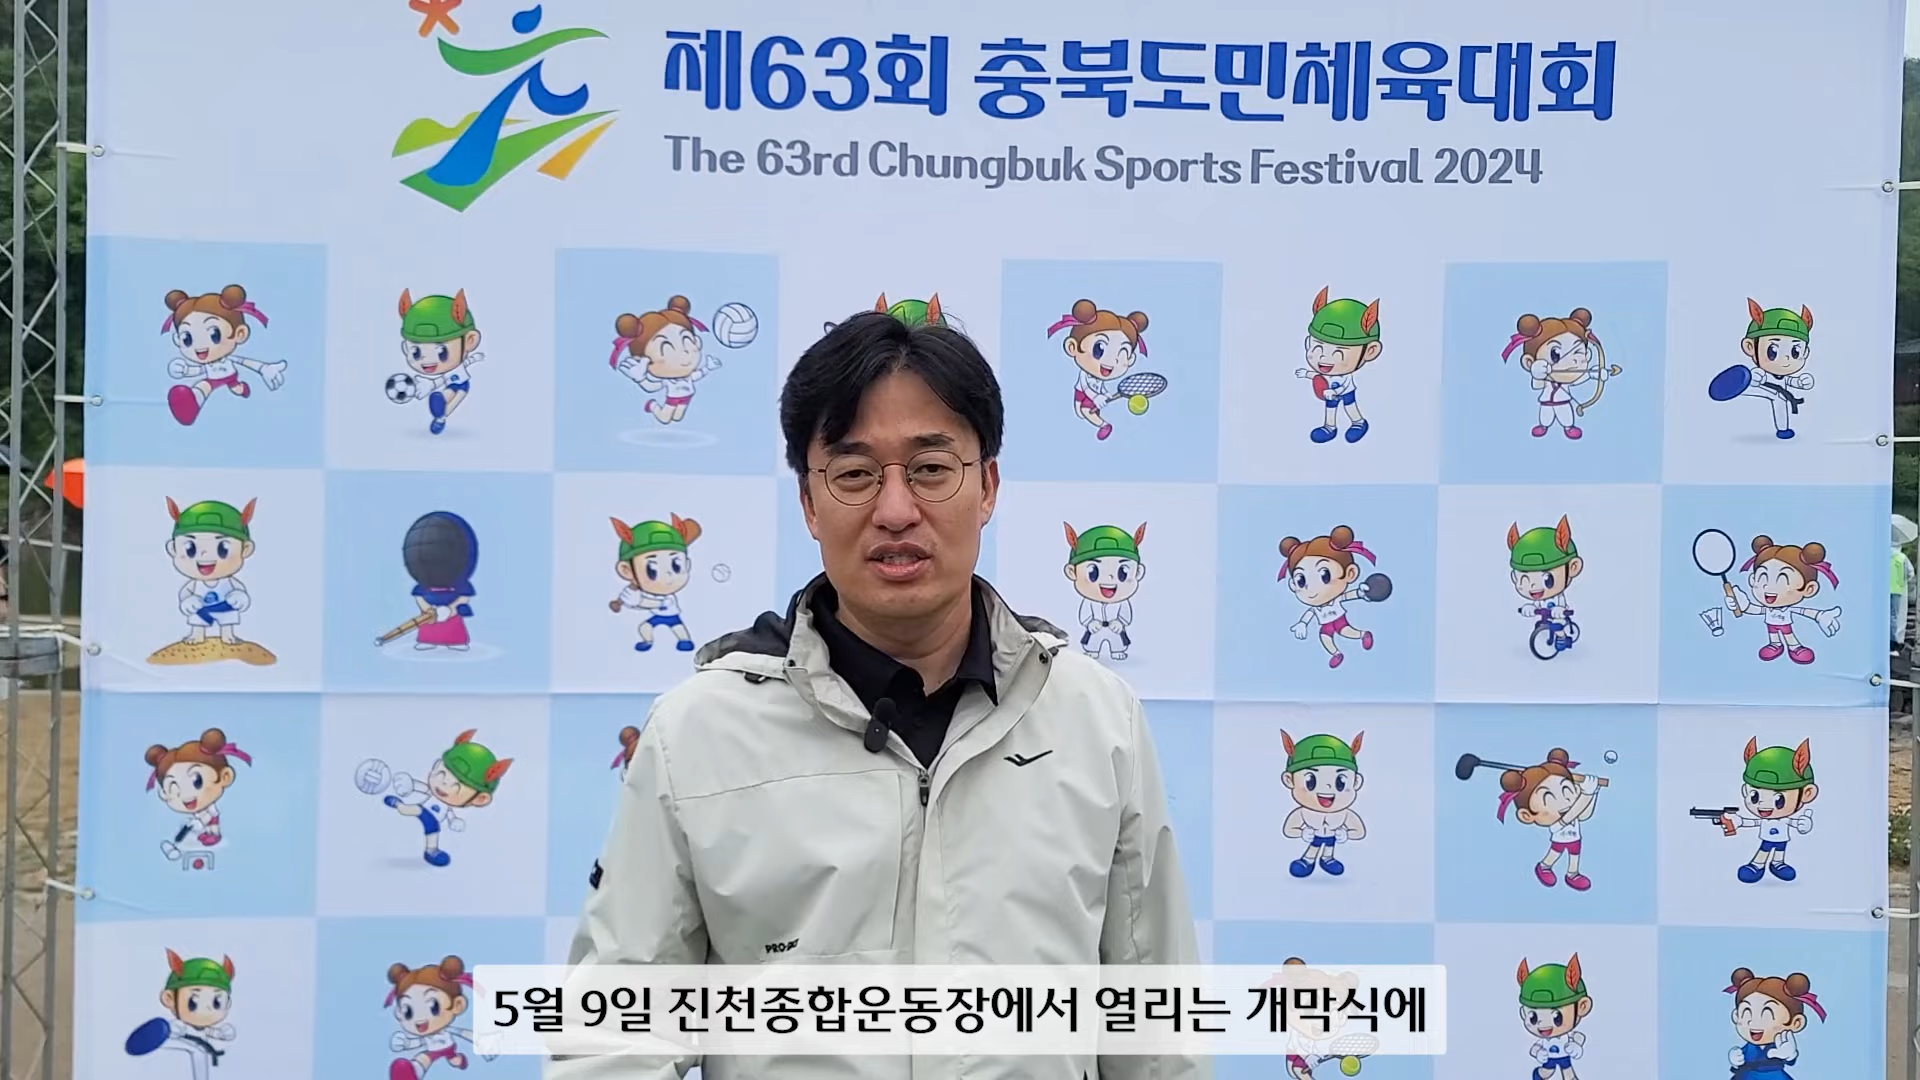 제63회 충북도민체육대회
The 63rd Chungbuk Sports Festival 2024
5월 9일 진천종합운동장에서 열리는 개막식에